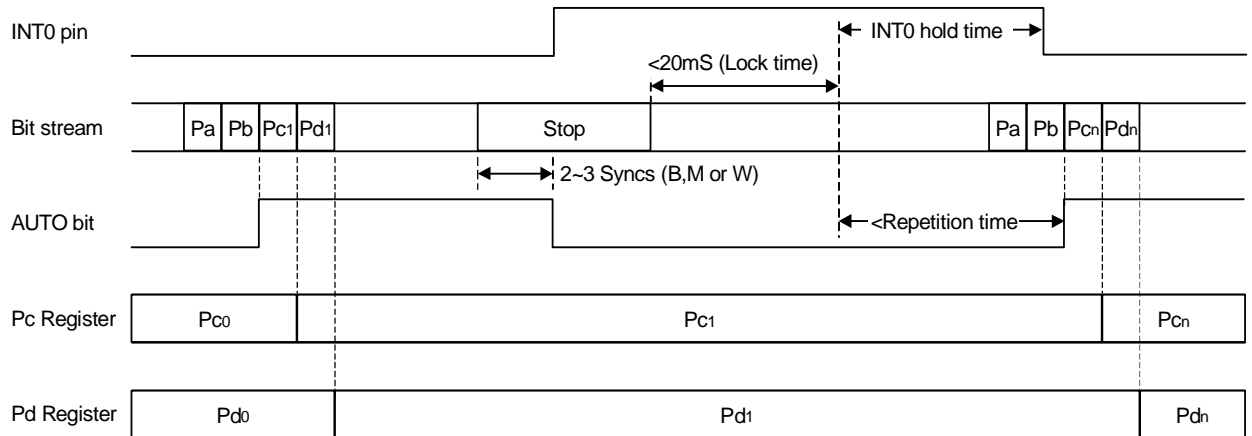 INT0 pin
INT0 hold time
<20mS (Lock time)
Bit stream
Pa Pb Pc1 Pd1 Stop Pa Pb Pcn Pdn
2~3 Syncs (B,M or W)
AUTO bit
<Repetition time
Pc Register Pc0 Pc1 Pcn
Pd Register Pd0 Pd1 Pdn